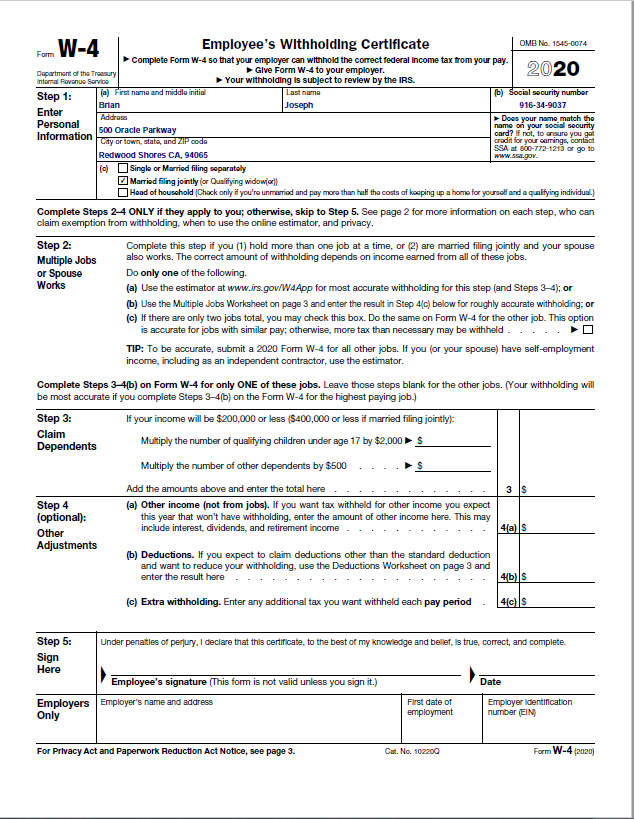 Form W-4
Department of the Treasury
Internal Revenue Service
Employee's Withholding Certificate
▶ Complete Form W-4 so that your employer can withhold the correct federal income tax from your pay.
▶ Give Form W-4 to your employer.
▶ Your withholding is subject to review by the IRS.
OMB No. 1545-0074
2020
Step 1:
Enter
Personal
Information
(a) First name and middle initial
Brian
Last name
Joseph
(b) Social security number
916-34-9037
Address
500 Oracle Parkway
City or town, state, and ZIP code
Redwood Shores CA, 94065
▶ Does your name match the
name on your social security
card? If not, to ensure you get
credit for your earnings, contact
SSA at 800-772-1213 or go to
www.ssa.gov.
(c) Single or Married filing separately
✓ Married filing jointly (or Qualifying widow(er))
Head of household (Check only if you're unmarried and pay more than half the costs of keeping up a home for yourself and a qualifying individual.)
Complete Steps 2–4 ONLY if they apply to you; otherwise, skip to Step 5. See page 2 for more information on each step, who can
claim exemption from withholding, when to use the online estimator, and privacy.
Step 2:
Multiple Jobs
or Spouse
Works
Complete this step if you (1) hold more than one job at a time, or (2) are married filing jointly and your spouse
also works. The correct amount of withholding depends on income earned from all of these jobs.
Do only one of the following.
(a) Use the estimator at www.irs.gov/W4App for most accurate withholding for this step (and Steps 3–4); or
(b) Use the Multiple Jobs Worksheet on page 3 and enter the result in Step 4(c) below for roughly accurate withholding; or
(c) If there are only two jobs total, you may check this box. Do the same on Form W-4 for the other job. This option
is accurate for jobs with similar pay; otherwise, more tax than necessary may be withheld . . . . . ▶
TIP: To be accurate, submit a 2020 Form W-4 for all other jobs. If you (or your spouse) have self-employment
income, including as an independent contractor, use the estimator.
Complete Steps 3–4(b) on Form W-4 for only ONE of these jobs. Leave those steps blank for the other jobs. (Your withholding will
be most accurate if you complete Steps 3–4(b) on the Form W-4 for the highest paying job.)
Step 3:
Claim
Dependents
If your income will be $200,000 or less ($400,000 or less if married filing jointly):
Multiply the number of qualifying children under age 17 by $2,000 ▶ $
Multiply the number of other dependents by $500 . . . . ▶ $
Add the amounts above and enter the total here . . . . . . . . . . . . . 3 $
Step 4
(optional):
Other
Adjustments
(a) Other income (not from jobs). If you want tax withheld for other income you expect
this year that won't have withholding, enter the amount of other income here. This may
include interest, dividends, and retirement income . . . . . . . . . . . . 4(a) $
(b) Deductions. If you expect to claim deductions other than the standard deduction
and want to reduce your withholding, use the Deductions Worksheet on page 3 and
enter the result here . . . . . . . . . . . . . . . . . . . . 4(b) $
(c) Extra withholding. Enter any additional tax you want withheld each pay period . 4(c) $
Step 5:
Sign
Here
Under penalties of perjury, I declare that this certificate, to the best of my knowledge and belief, is true, correct, and complete.
Employee's signature (This form is not valid unless you sign it.)
Date
Employers
Only
Employer's name and address
First date of
employment
Employer identification
number (EIN)
For Privacy Act and Paperwork Reduction Act Notice, see page 3.
Cat. No. 10220Q
Form W-4 (2020)